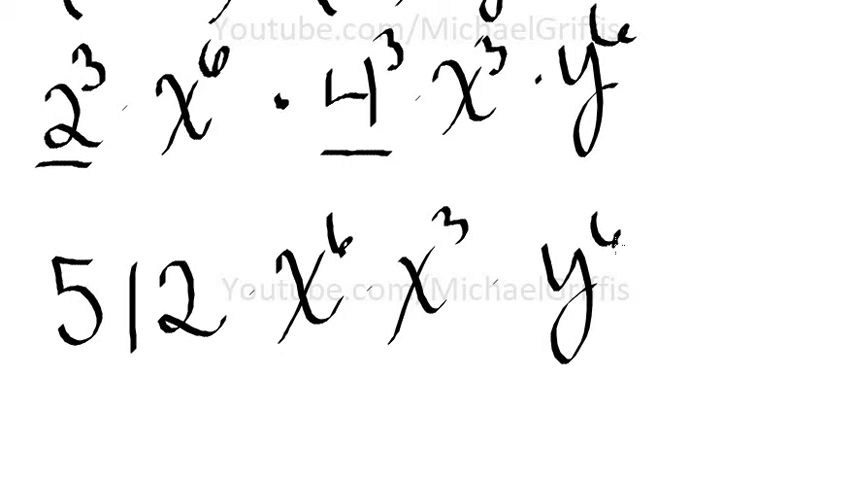 Youtube.com/MichaelGriffis
2³ · x⁶ · 4³ · x³ · y⁶
512 · x⁶ · x³ · y⁶
Youtube.com/MichaelGriffis